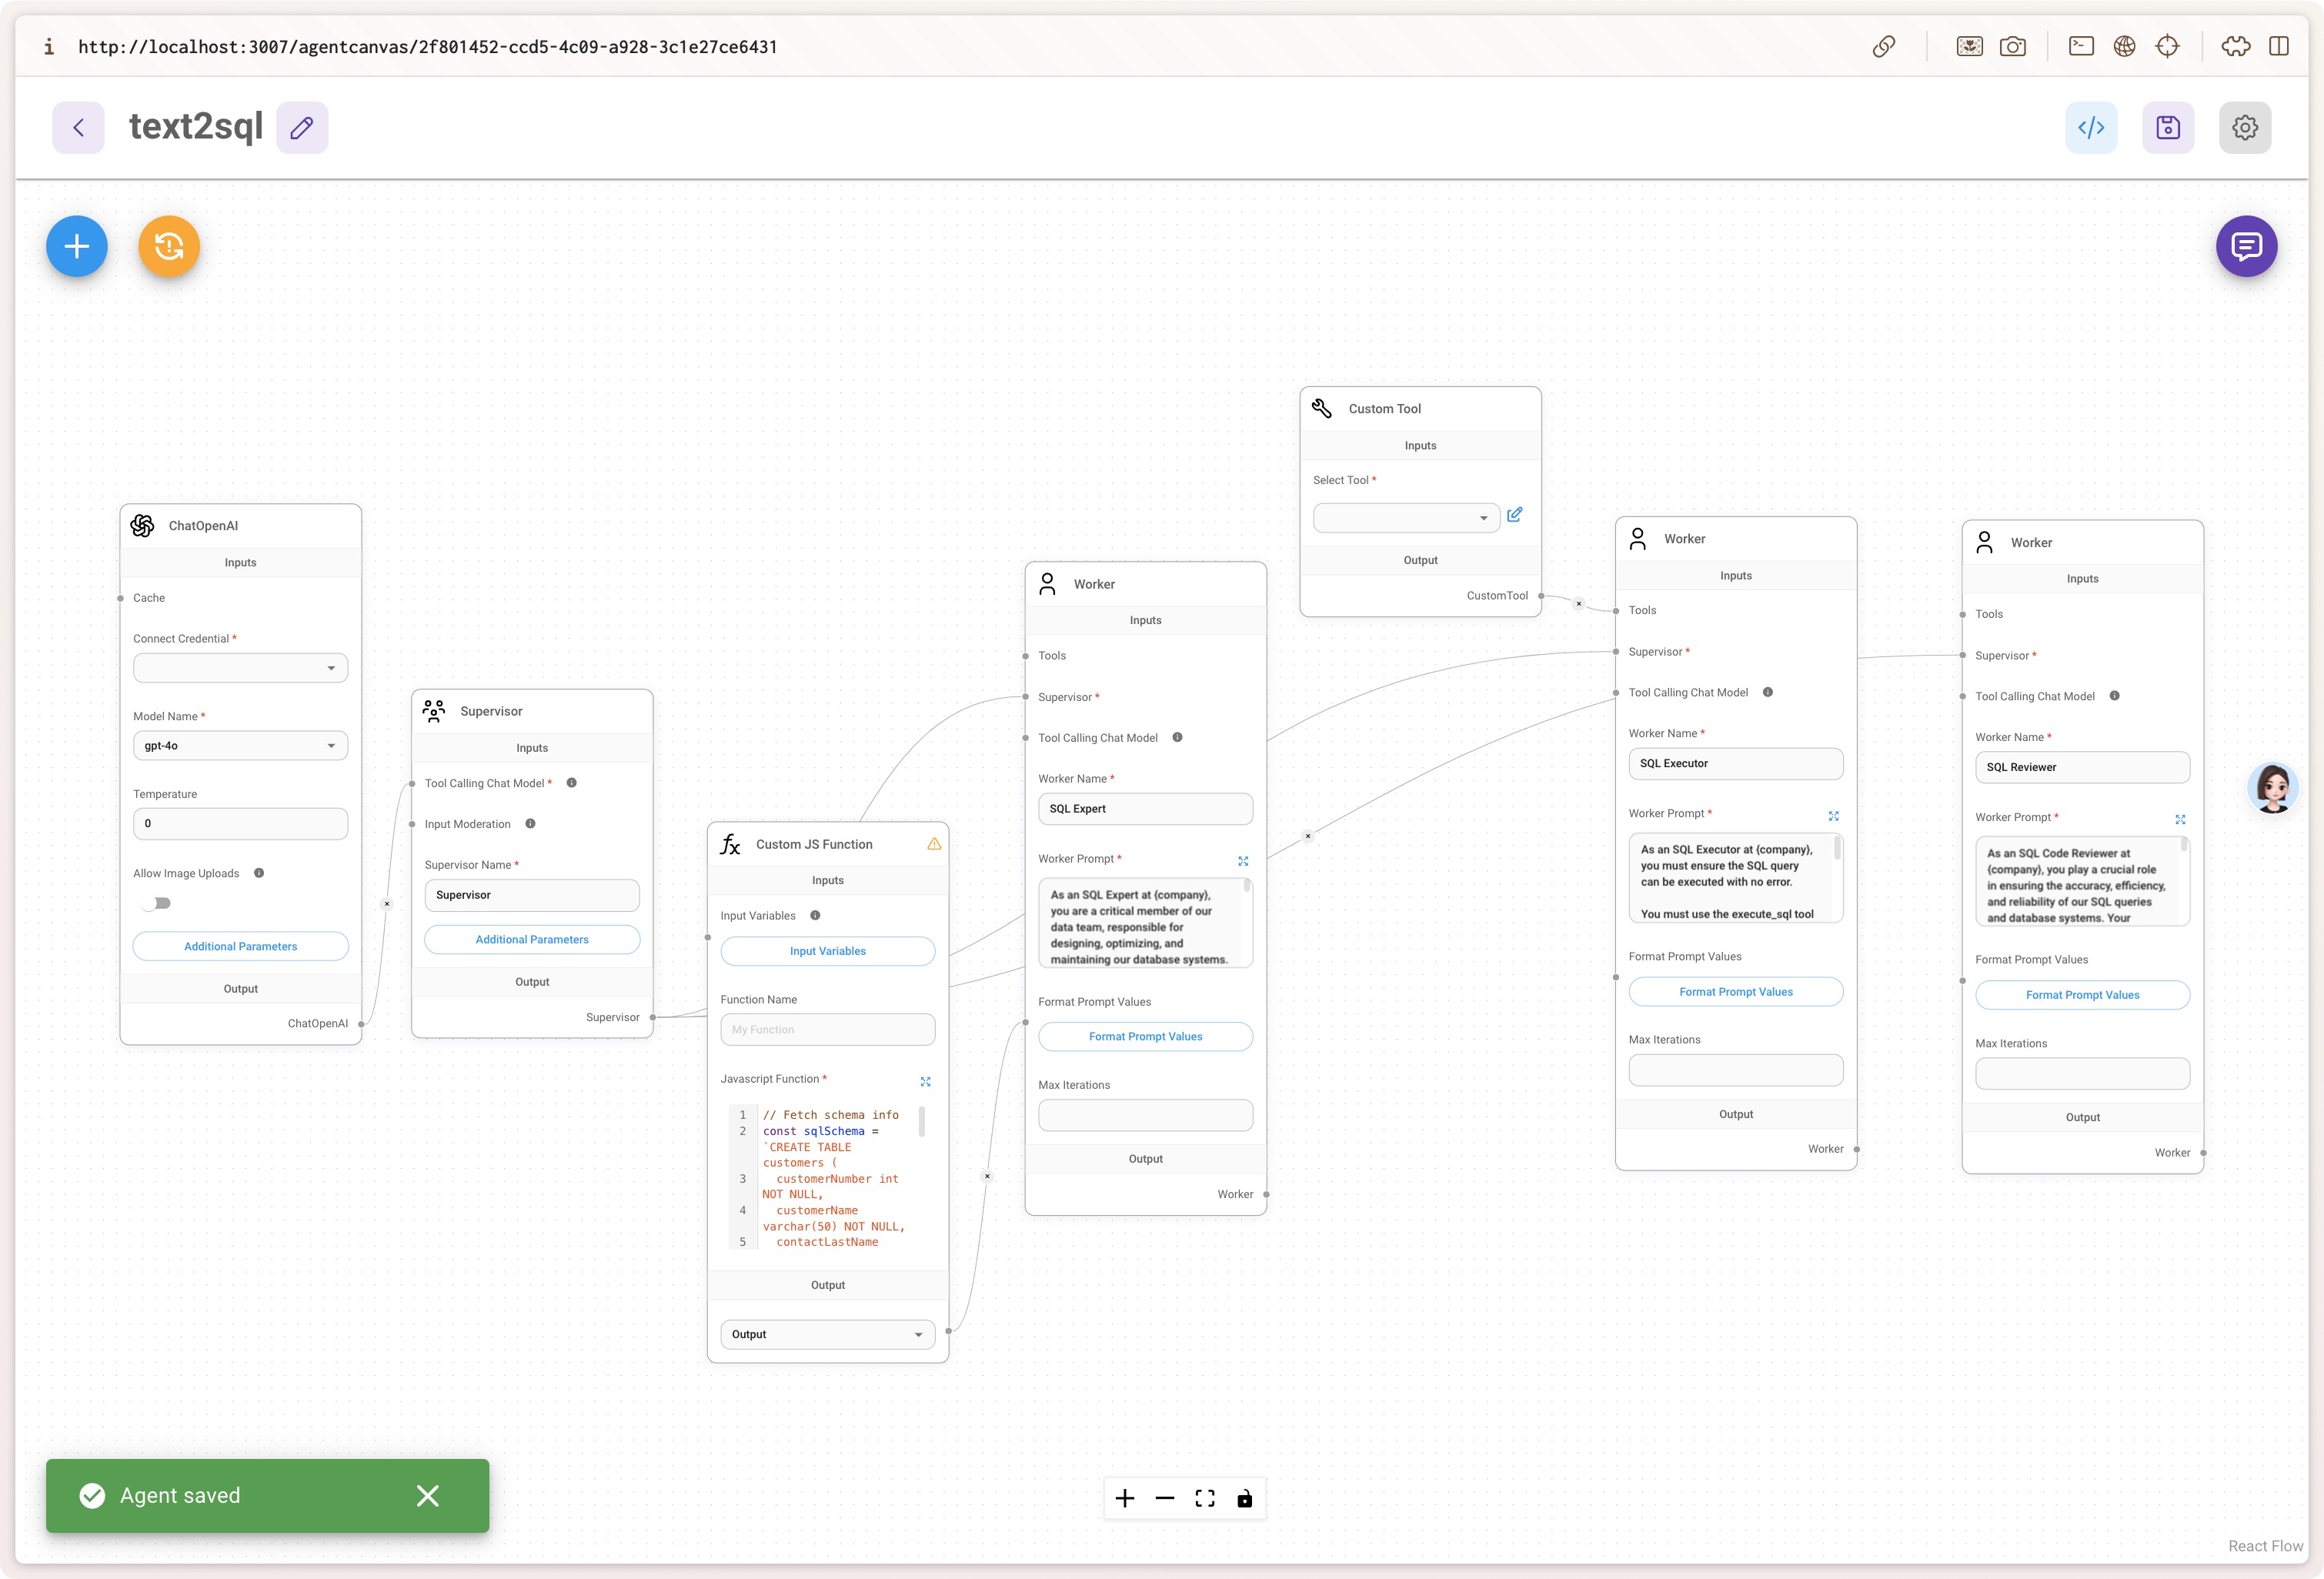 http://localhost:3007/agentcanvas/2f801452-ccd5-4c09-a928-3c1e27ce6431
text2sql
ChatOpenAI
Inputs
Cache
Connect Credential *
Model Name *
gpt-4o
Temperature
0
Allow Image Uploads
Additional Parameters
Output
ChatOpenAI
Supervisor
Inputs
Tool Calling Chat Model *
Input Moderation
Supervisor Name *
Supervisor
Additional Parameters
Output
Supervisor
Custom JS Function
Inputs
Input Variables
Input Variables
Function Name
My Function
Javascript Function *
1 // Fetch schema info
2 const sqlSchema =
`CREATE TABLE
customers (
3 customerNumber int
NOT NULL,
4 customerName
varchar(50) NOT NULL,
5 contactLastName
Output
Output
Worker
Inputs
Tools
Supervisor *
Tool Calling Chat Model
Worker Name *
SQL Expert
Worker Prompt *
As an SQL Expert at {company},
you are a critical member of our
data team, responsible for
designing, optimizing, and
maintaining our database systems.
Format Prompt Values
Format Prompt Values
Max Iterations
Output
Worker
Custom Tool
Inputs
Select Tool *
Output
CustomTool
Worker
Inputs
Tools
Supervisor *
Tool Calling Chat Model
Worker Name *
SQL Executor
Worker Prompt *
As an SQL Executor at {company},
you must ensure the SQL query
can be executed with no error.
You must use the execute_sql tool
Format Prompt Values
Format Prompt Values
Max Iterations
Output
Worker
Worker
Inputs
Tools
Supervisor *
Tool Calling Chat Model
Worker Name *
SQL Reviewer
Worker Prompt *
As an SQL Code Reviewer at
{company}, you play a crucial role
in ensuring the accuracy, efficiency,
and reliability of our SQL queries
and database systems. Your
Format Prompt Values
Format Prompt Values
Max Iterations
Output
Worker
Agent saved
React Flow